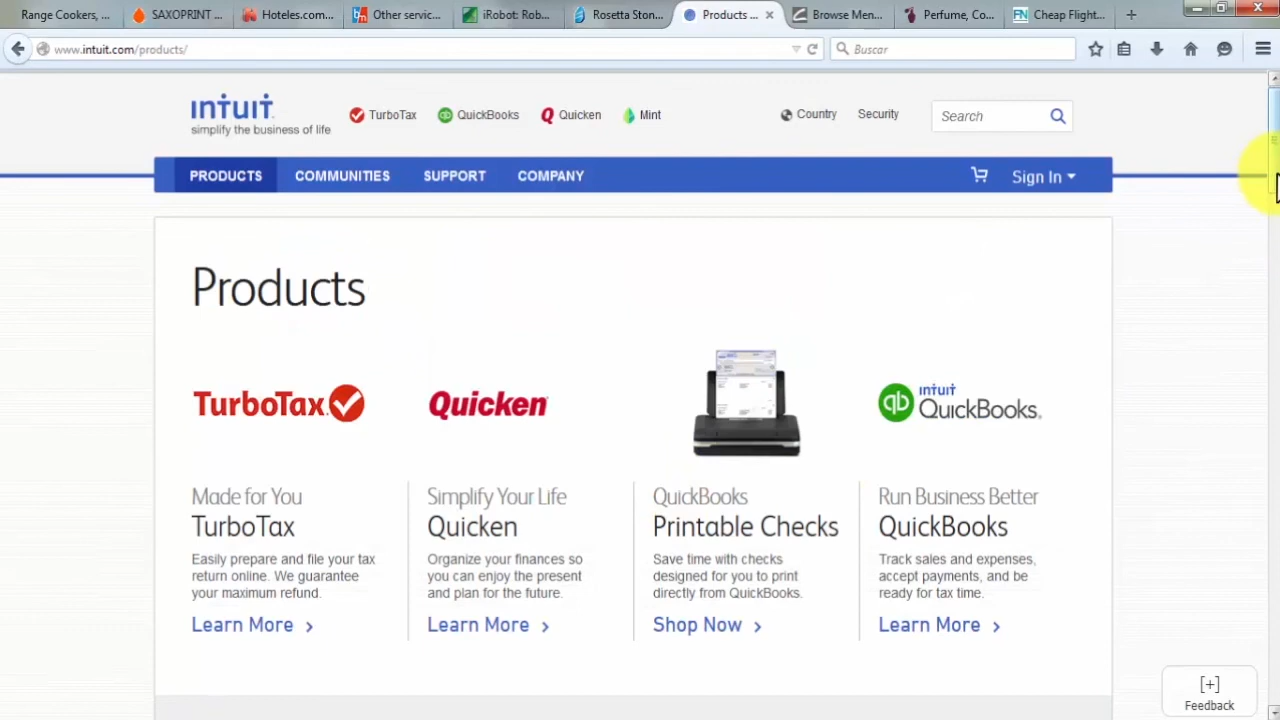 Range Cookers, ...
SAXOPRINT ...
Hoteles.com...
Other servic...
iRobot: Rob...
Rosetta Ston...
Products ...
Browse Men...
Perfume, Co...
Cheap Flight...
www.intuit.com/products/
Buscar
intuit
simplify the business of life
TurboTax
QuickBooks
Quicken
Mint
Country
Security
Search
PRODUCTS
COMMUNITIES
SUPPORT
COMPANY
Sign In
Products
TurboTax
Quicken
qb intuit
QuickBooks.
Made for You
TurboTax
Easily prepare and file your tax
return online. We guarantee
your maximum refund.
Learn More >
Simplify Your Life
Quicken
Organize your finances so
you can enjoy the present
and plan for the future.
Learn More >
QuickBooks
Printable Checks
Save time with checks
designed for you to print
directly from QuickBooks.
Shop Now >
Run Business Better
QuickBooks
Track sales and expenses,
accept payments, and be
ready for tax time.
Learn More >
[+]
Feedback